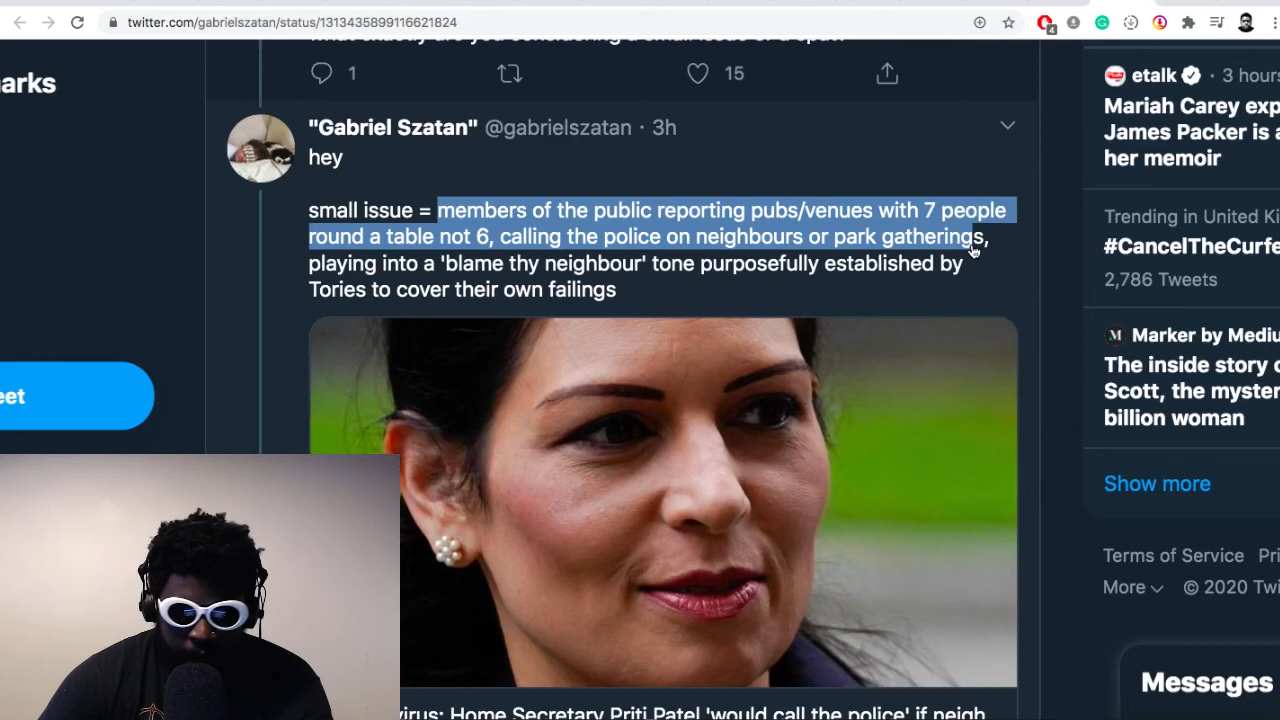 twitter.com/gabrielszatan/status/1313435899116621824
4
arks
1
15
"Gabriel Szatan" @gabrielszatan · 3h
hey
small issue = members of the public reporting pubs/venues with 7 people
round a table not 6, calling the police on neighbours or park gatherings,
playing into a 'blame thy neighbour' tone purposefully established by
Tories to cover their own failings
eet
virus: Home Secretary Priti Patel 'would call the police' if neigh
etalk · 3 hours
Mariah Carey exp
James Packer is a
her memoir
Trending in United Ki
#CancelTheCurfe
2,786 Tweets
M Marker by Mediu
The inside story o
Scott, the myster
billion woman
Show more
Terms of Service Pri
More © 2020 Twi
Messages